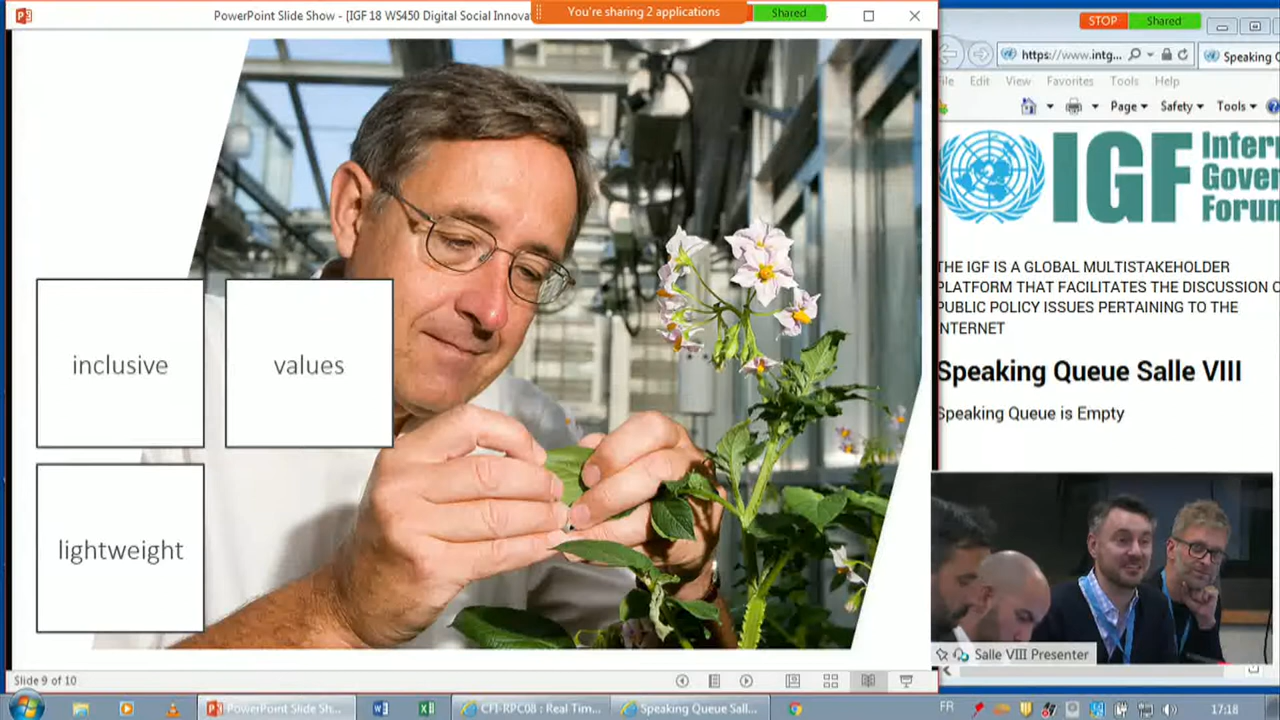 PowerPoint Slide Show - [IGF 18 WS450 Digital Social Innova
You're sharing 2 applications
Shared
STOP
Shared
https://www.intg...
Speaking Q
File Edit View Favorites Tools Help
Page Safety Tools
IGF
Intern
Gover
Forum
THE IGF IS A GLOBAL MULTISTAKEHOLDER
PLATFORM THAT FACILITATES THE DISCUSSION O
PUBLIC POLICY ISSUES PERTAINING TO THE
INTERNET
Speaking Queue Salle VIII
Speaking Queue is Empty
inclusive
values
lightweight
Salle VIII Presenter
Slide 9 of 10
PowerPoint Slide Sh...
CFI-RPC08 : Real Tim...
Speaking Queue Sall...
FR
17:18